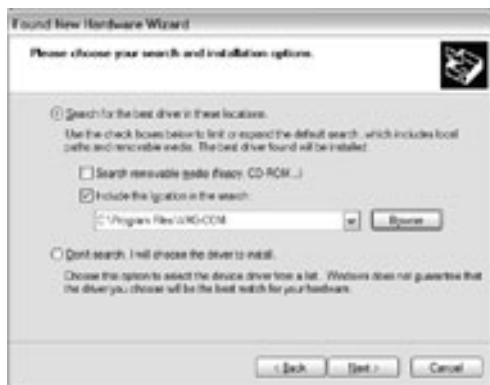 Found New Hardware Wizard
Please choose your search and installation options.
Search for the best driver in these locations.
Use the check boxes below to limit or expand the default search, which includes local
paths and removable media. The best driver found will be installed.
Search removable media (floppy, CD-ROM...)
Include this location in the search:
C:\Program Files\
Browse
Don't search. I will choose the driver to install.
Choose this option to select the device driver from a list. Windows does not guarantee that
the driver you choose will be the best match for your hardware.
< Back
Next >
Cancel